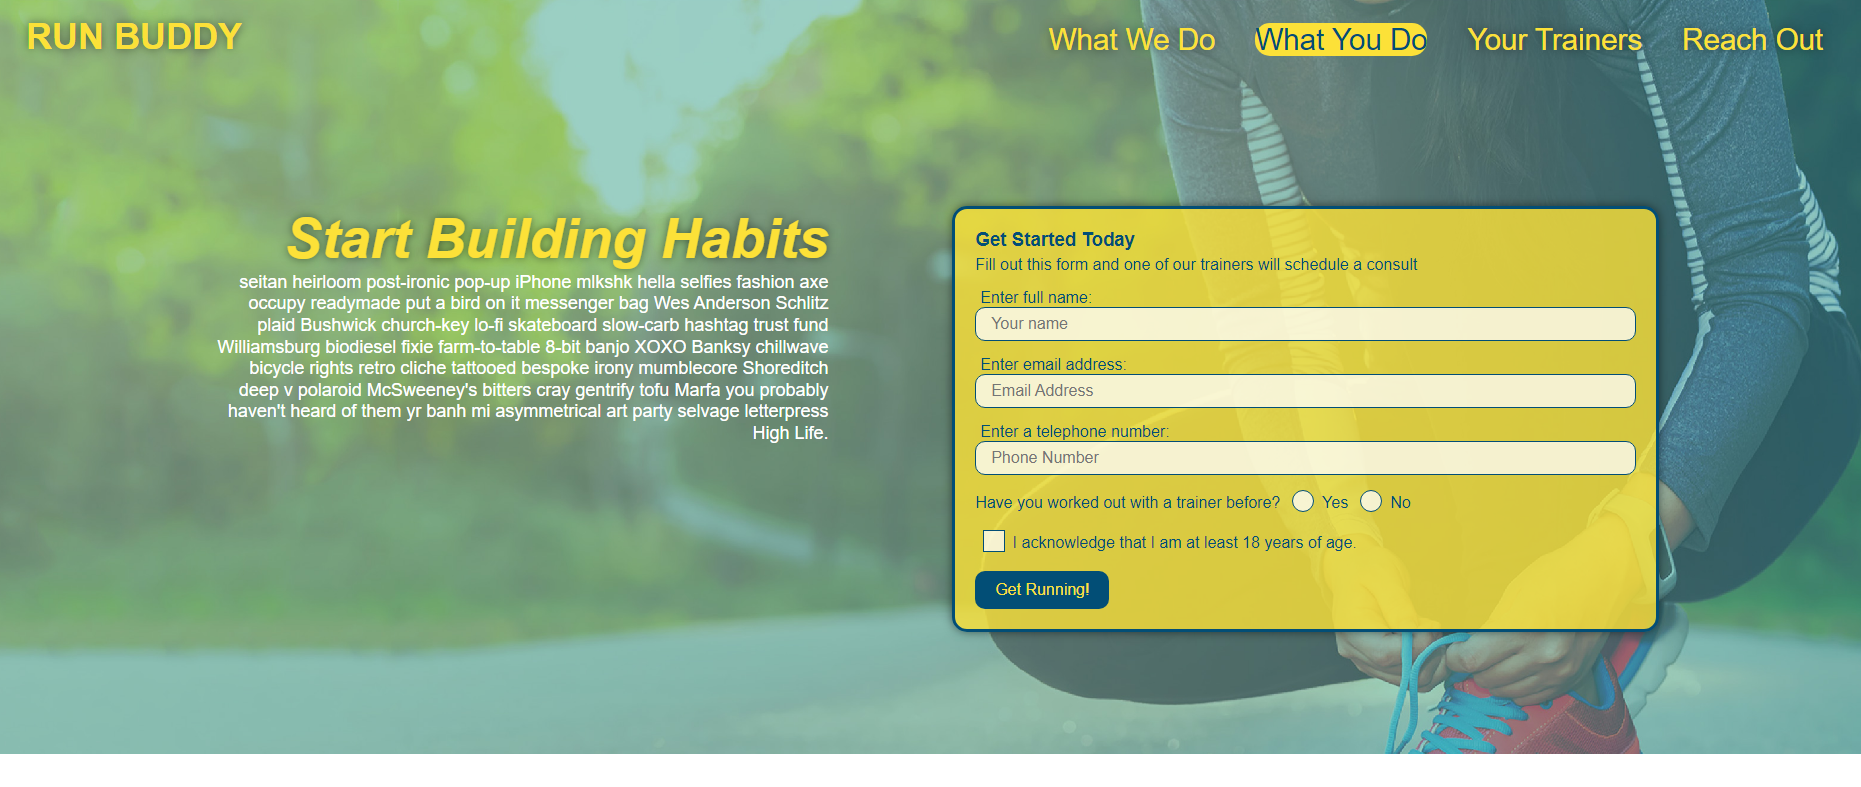 RUN BUDDY
What We Do What You Do Your Trainers Reach Out
Start Building Habits
seitan heirloom post-ironic pop-up iPhone mlkshk hella selfies fashion axe
occupy readymade put a bird on it messenger bag Wes Anderson Schlitz
plaid Bushwick church-key lo-fi skateboard slow-carb hashtag trust fund
Williamsburg biodiesel fixie farm-to-table 8-bit banjo XOXO Banksy chillwave
bicycle rights retro cliche tattooed bespoke irony mumblecore Shoreditch
deep v polaroid McSweeney's bitters cray gentrify tofu Marfa you probably
haven't heard of them yr banh mi asymmetrical art party selvage letterpress
High Life.
Get Started Today
Fill out this form and one of our trainers will schedule a consult
Enter full name:
Your name
Enter email address:
Email Address
Enter a telephone number:
Phone Number
Have you worked out with a trainer before? Yes No
I acknowledge that I am at least 18 years of age.
Get Running!